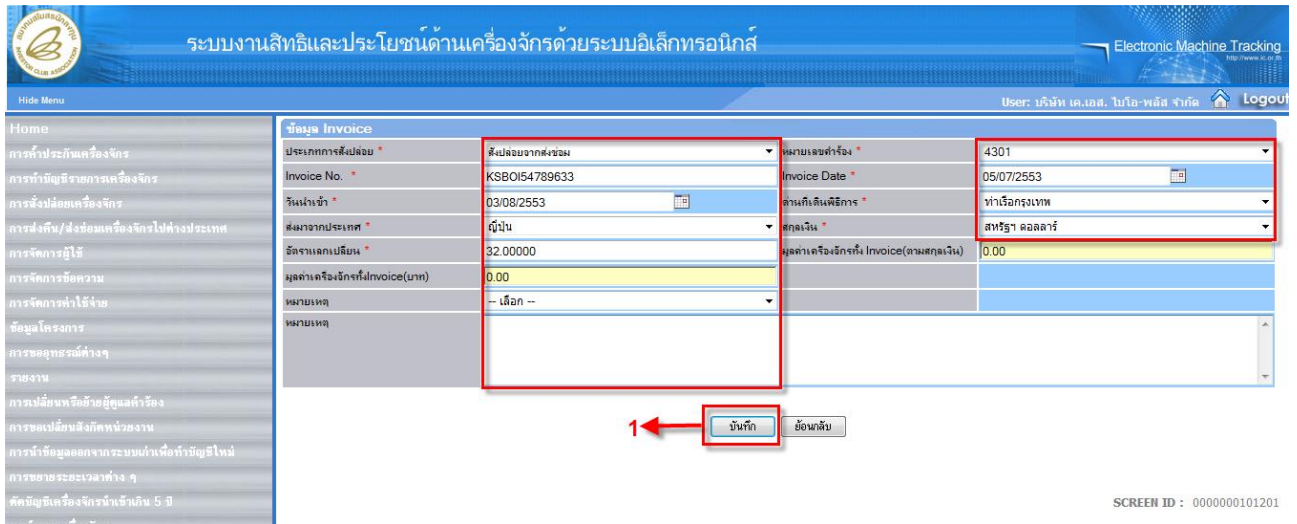 ระบบงานสิทธิและประโยชน์ด้านเครื่องจักรด้วยระบบอิเล็กทรอนิกส์
Electronic Machine Tracking
http://www.ic.or.th
Hide Menu
User: บริษัท เค.เอส. ไบโอ-พลัส จำกัด Logout
Home
การค้ำประกันเครื่องจักร
การทำบัญชีรายการเครื่องจักร
การสั่งปล่อยเครื่องจักร
การส่งคืน/ส่งซ่อมเครื่องจักรไปต่างประเทศ
การจัดการผู้ใช้
การจัดการข้อความ
การจัดการค่าใช้จ่าย
ข้อมูลโครงการ
การขออุทธรณ์ต่างๆ
รายงาน
การเปลี่ยนหรือย้ายผู้ดูแลคำร้อง
การขอเปลี่ยนสังกัดหน่วยงาน
การนำข้อมูลออกจากระบบเก่าเพื่อทำบัญชีใหม่
การขยายระยะเวลาต่าง ๆ
ตัดบัญชีเครื่องจักรนำเข้าเกิน 5 ปี
ข้อมูล Invoice
ประเภทการสั่งปล่อย * สั่งปล่อยจากส่งซ่อม หมายเลขคำร้อง * 4301
Invoice No. * KSBOI54789633 Invoice Date * 05/07/2553
วันนำเข้า * 03/08/2553 ด่านที่เดินพิธีการ * ท่าเรือกรุงเทพ
ส่งมาจากประเทศ * ญี่ปุ่น สกุลเงิน * สหรัฐฯ ดอลลาร์
อัตราแลกเปลี่ยน * 32.00000 มูลค่าเครื่องจักรทั้ง Invoice(ตามสกุลเงิน) 0.00
มูลค่าเครื่องจักรทั้งInvoice(บาท) 0.00
หมายเหตุ -- เลือก --
หมายเหตุ
1 บันทึก ย้อนกลับ
SCREEN ID : 0000000101201